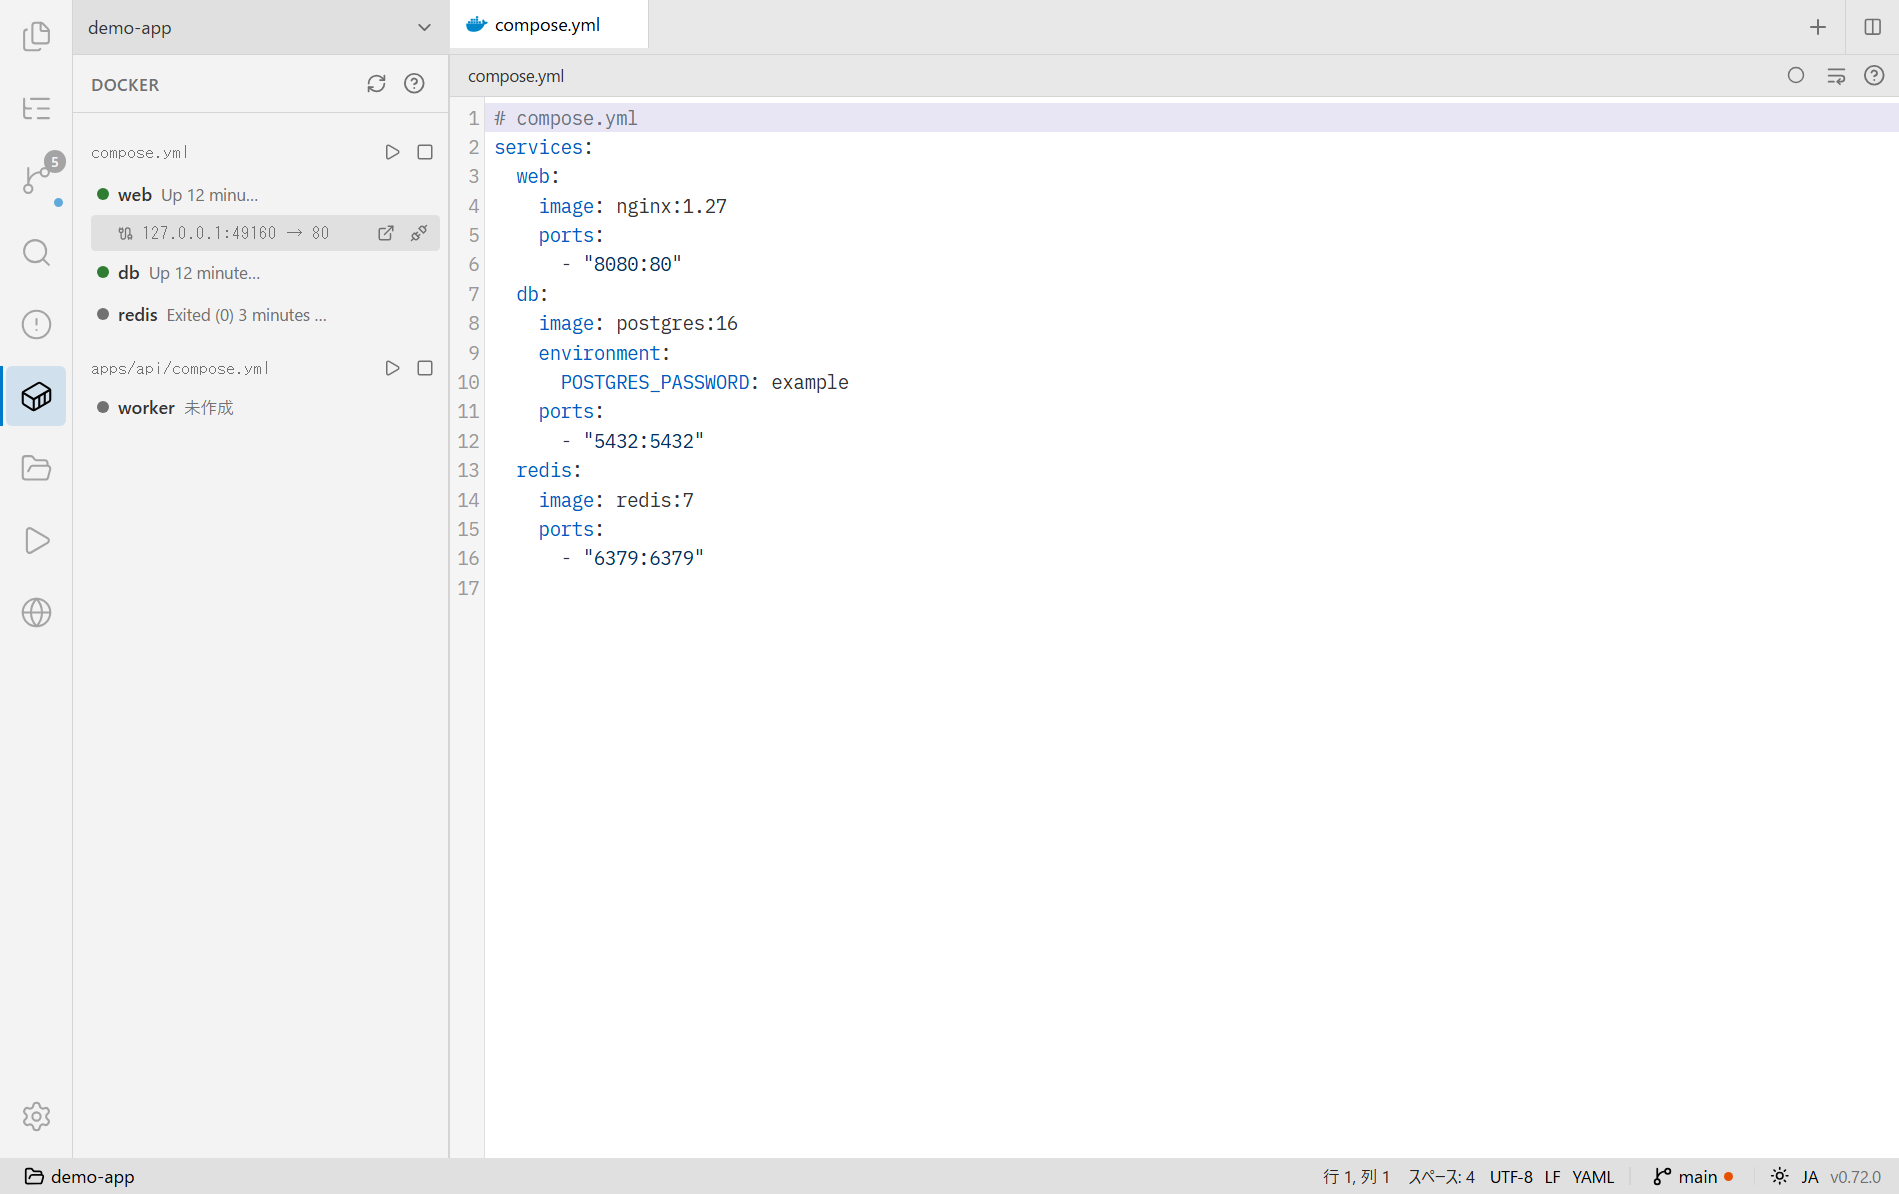 demo-app
compose.yml
DOCKER
compose.yml
5
compose.yml
web Up 12 minu...
127.0.0.1:49160 → 80
db Up 12 minute...
redis Exited (0) 3 minutes ...
apps/api/compose.yml
worker 未作成
1 # compose.yml
2 services:
3 web:
4 image: nginx:1.27
5 ports:
6 - "8080:80"
7 db:
8 image: postgres:16
9 environment:
10 POSTGRES_PASSWORD: example
11 ports:
12 - "5432:5432"
13 redis:
14 image: redis:7
15 ports:
16 - "6379:6379"
17
demo-app
行 1, 列 1 スペース: 4 UTF-8 LF YAML main JA v0.72.0